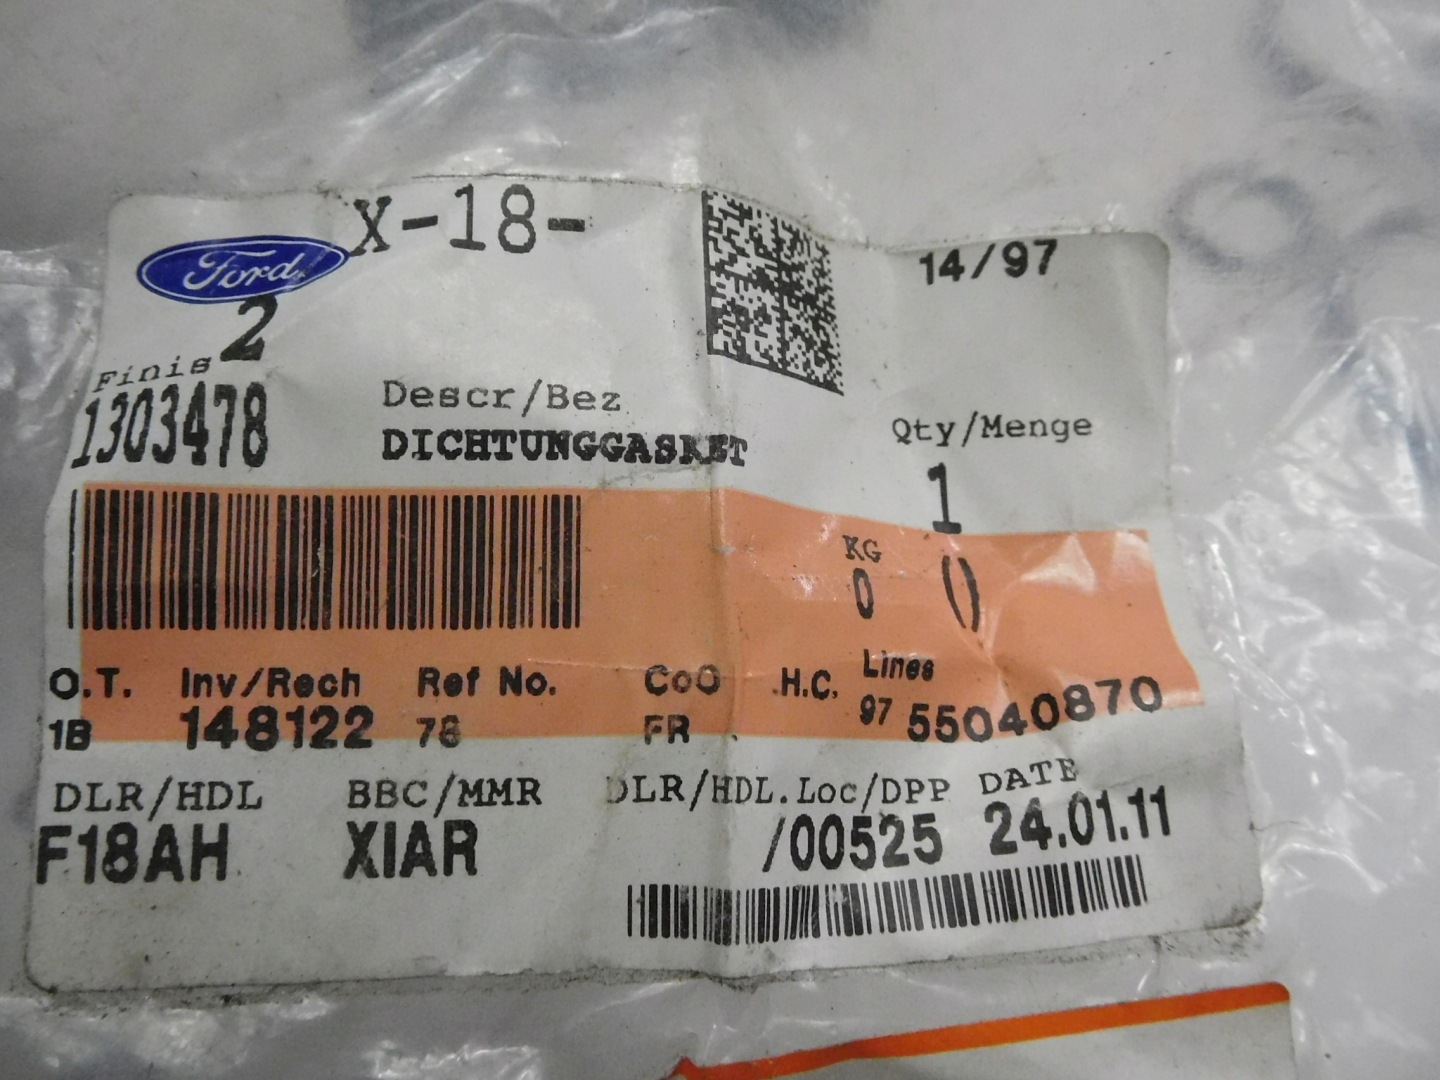 X-18-
Ford
14/97
2
Finis
1303478
Descr/Bez
DICHTUNGGASKET
Qty/Menge
1
KG
0 ()
O.T. Inv/Rech Ref No. CoO H.C. Lines
1B 148122 78 FR 97 55040870
DLR/HDL BBC/MMR DLR/HDL.Loc/DPP DATE
F18AH XIAR /00525 24.01.11